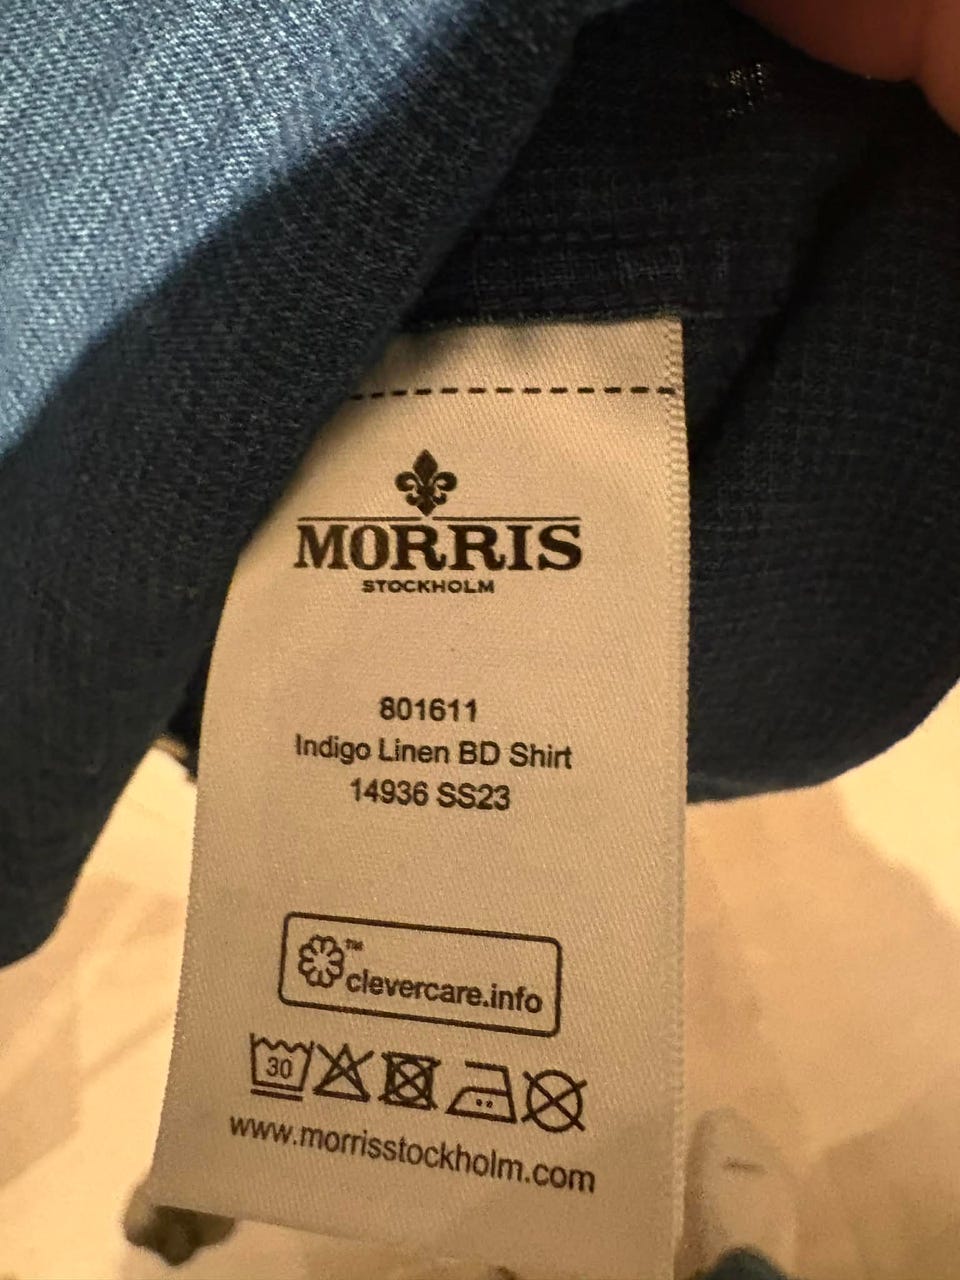 MORRIS
STOCKHOLM
801611
Indigo Linen BD Shirt
14936 SS23
™
clevercare.info
30
www.morrisstockholm.com